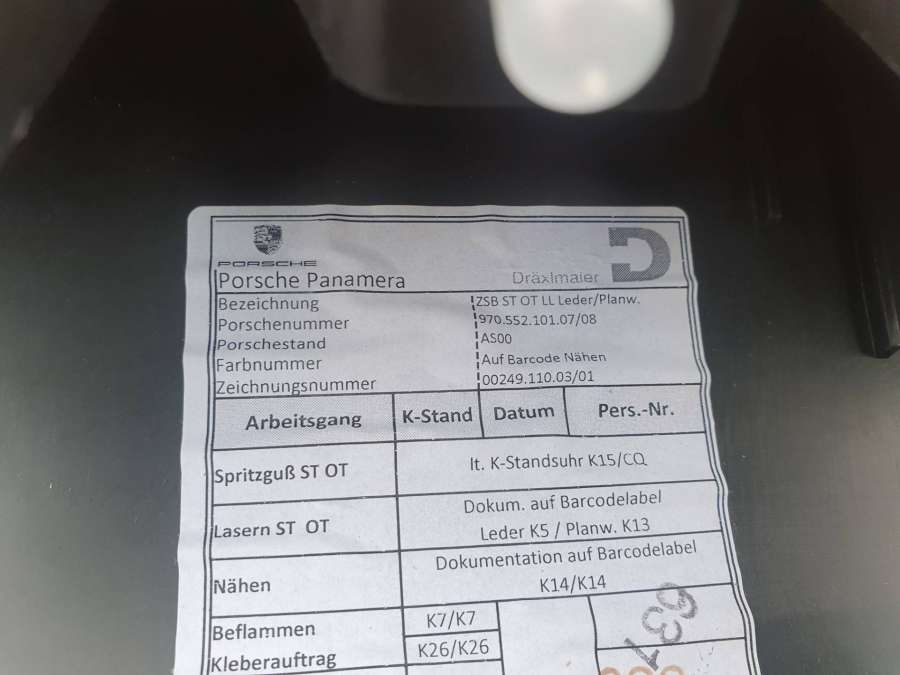 PORSCHE
Porsche Panamera Dräxlmaier
Bezeichnung ZSB ST OT LL Leder/Planw.
Porschenummer 970.552.101.07/08
Porschestand AS00
Farbnummer Auf Barcode Nähen
Zeichnungsnummer 00249.110.03/01
Arbeitsgang K-Stand Datum Pers.-Nr.
Spritzguß ST OT lt. K-Standsuhr K15/CQ
Lasern ST OT Dokum. auf Barcodelabel
Leder K5 / Planw. K13
Nähen Dokumentation auf Barcodelabel
K14/K14
Beflammen K7/K7
Kleberauftrag K26/K26